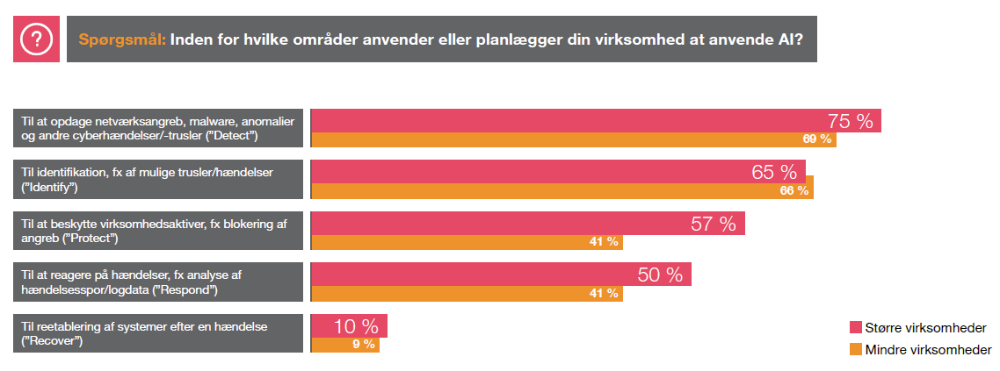 ?
Spørgsmål: Inden for hvilke områder anvender eller planlægger din virksomhed at anvende AI?
Til at opdage netværksangreb, malware, anomalier
og andre cyberhændelser/-trusler (”Detect”)
75 %
69 %
Til identifikation, fx af mulige trusler/hændelser
(”Identify”)
65 %
66 %
Til at beskytte virksomhedsaktiver, fx blokering af
angreb (”Protect”)
57 %
41 %
Til at reagere på hændelser, fx analyse af
hændelsesspor/logdata (”Respond”)
50 %
41 %
Til reetablering af systemer efter en hændelse
(”Recover”)
10 %
9 %
Større virksomheder
Mindre virksomheder